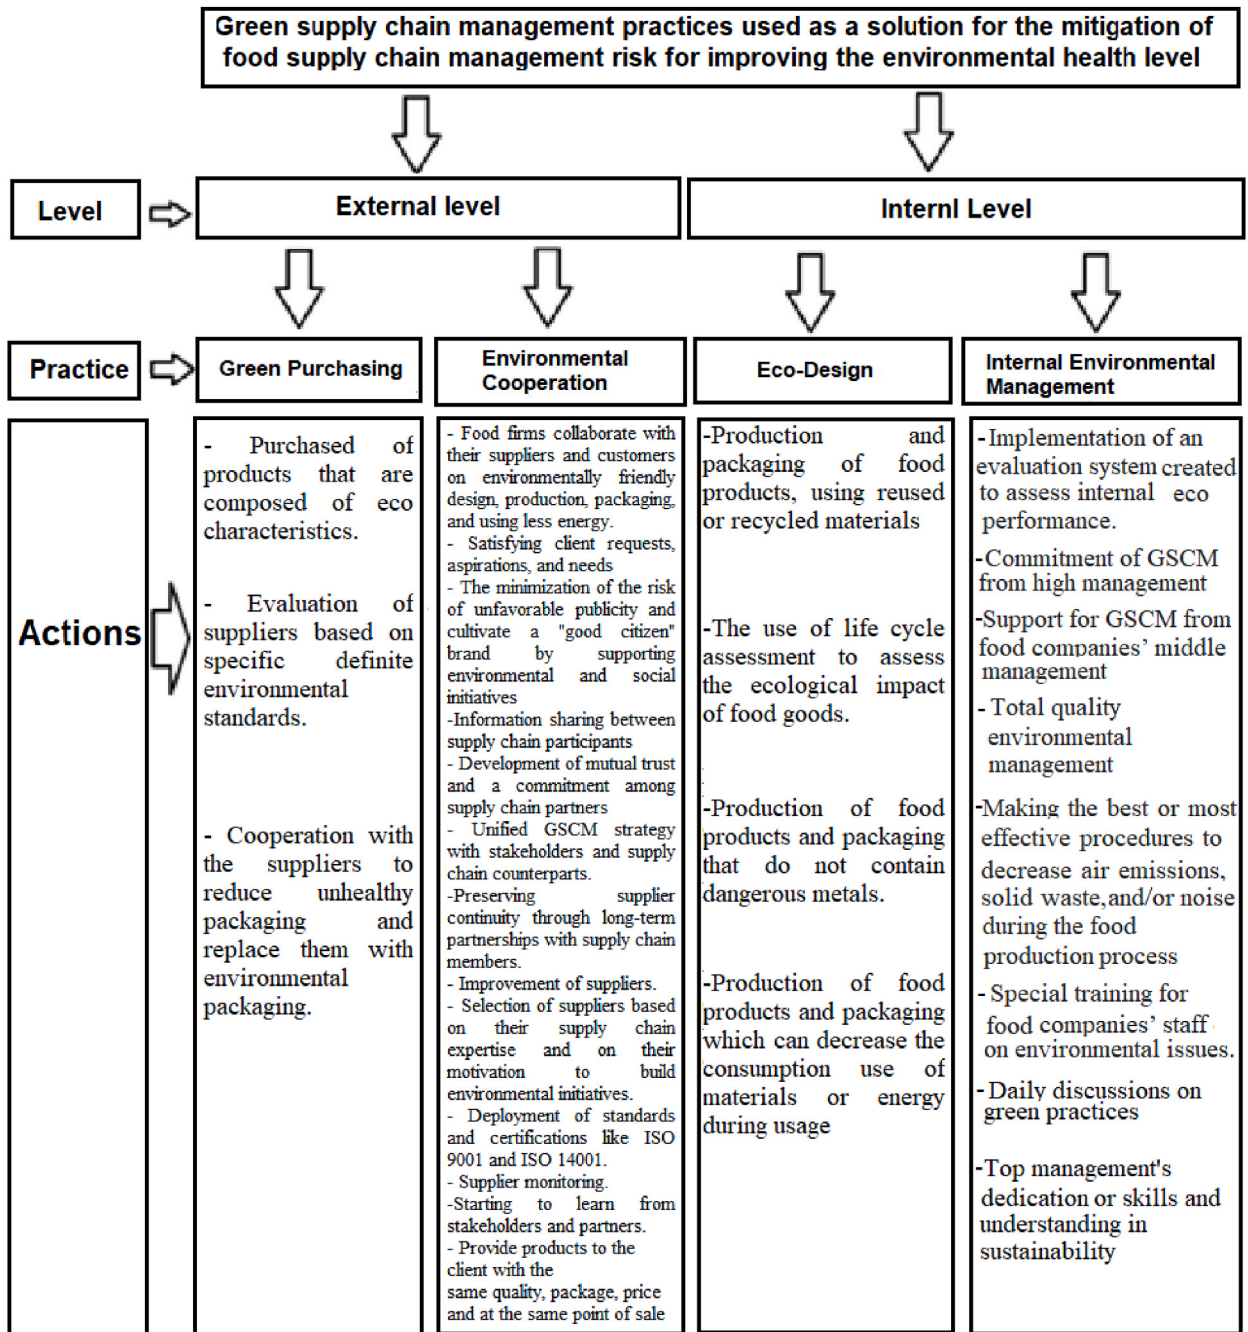 Green supply chain management practices used as a solution for the mitigation of
food supply chain management risk for improving the environmental health level
Level
External level
Internl Level
Practice
Green Purchasing
Environmental
Cooperation
Eco-Design
Internal Environmental
Management
Actions
- Purchased of
products that are
composed of eco
characteristics.
- Evaluation of
suppliers based on
specific definite
environmental
standards.
- Cooperation with
the suppliers to
reduce unhealthy
packaging and
replace them with
environmental
packaging.
- Food firms collaborate with
their suppliers and customers
on environmentally friendly
design, production, packaging,
and using less energy.
- Satisfying client requests,
aspirations, and needs
- The minimization of the risk
of unfavorable publicity and
cultivate a "good citizen"
brand by supporting
environmental and social
initiatives
-Information sharing between
supply chain participants
- Development of mutual trust
and a commitment among
supply chain partners
- Unified GSCM strategy
with stakeholders and supply
chain counterparts.
-Preserving supplier
continuity through long-term
partnerships with supply chain
members.
- Improvement of suppliers.
- Selection of suppliers based
on their supply chain
expertise and on their
motivation to build
environmental initiatives.
- Deployment of standards
and certifications like ISO
9001 and ISO 14001.
- Supplier monitoring.
-Starting to learn from
stakeholders and partners.
- Provide products to the
client with the
same quality, package, price
and at the same point of sale
-Production and
packaging of food
products, using reused
or recycled materials
-The use of life cycle
assessment to assess
the ecological impact
of food goods.
-Production of food
products and packaging
that do not contain
dangerous metals.
-Production of food
products and packaging
which can decrease the
consumption use of
materials or energy
during usage
-Implementation of an
evaluation system created
to assess internal eco
performance.
-Commitment of GSCM
from high management
-Support for GSCM from
food companies’ middle
management
- Total quality
environmental
management
-Making the best or most
effective procedures to
decrease air emissions,
solid waste,and/or noise
during the food
production process
- Special training for
food companies’ staff
on environmental issues.
- Daily discussions on
green practices
-Top management's
dedication or skills and
understanding in
sustainability